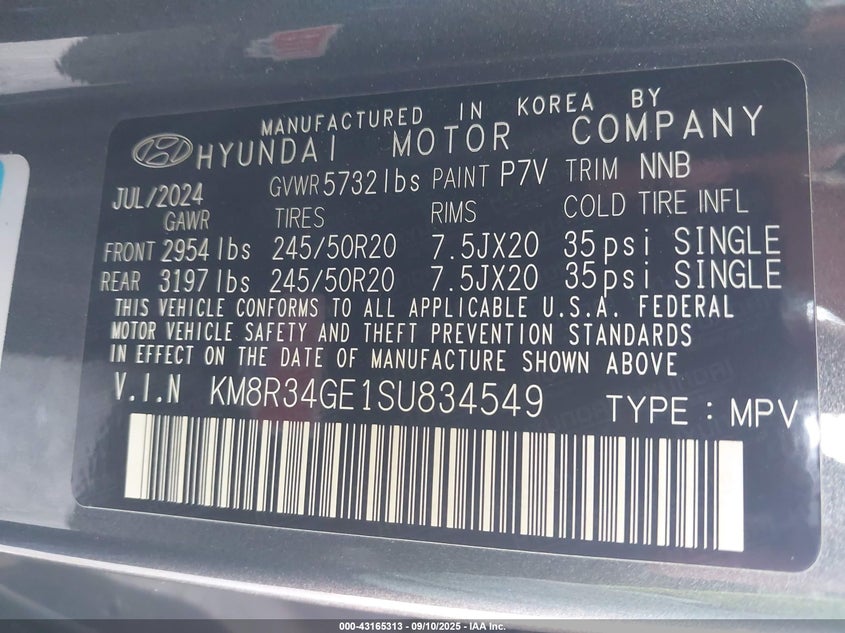 MANUFACTURED IN KOREA BY
HYUNDAI MOTOR COMPANY
JUL/2024 GVWR 5732 lbs PAINT P7V TRIM NNB
GAWR TIRES RIMS COLD TIRE INFL
FRONT 2954 lbs 245/50R20 7.5JX20 35psi SINGLE
REAR 3197 lbs 245/50R20 7.5JX20 35psi SINGLE
THIS VEHICLE CONFORMS TO ALL APPLICABLE U.S.A. FEDERAL
MOTOR VEHICLE SAFETY AND THEFT PREVENTION STANDARDS
IN EFFECT ON THE DATE OF MANUFACTURE SHOWN ABOVE
V.I.N KM8R34GE1SU834549 TYPE : MPV
000-43165313 - 09/10/2025 - IAA Inc.